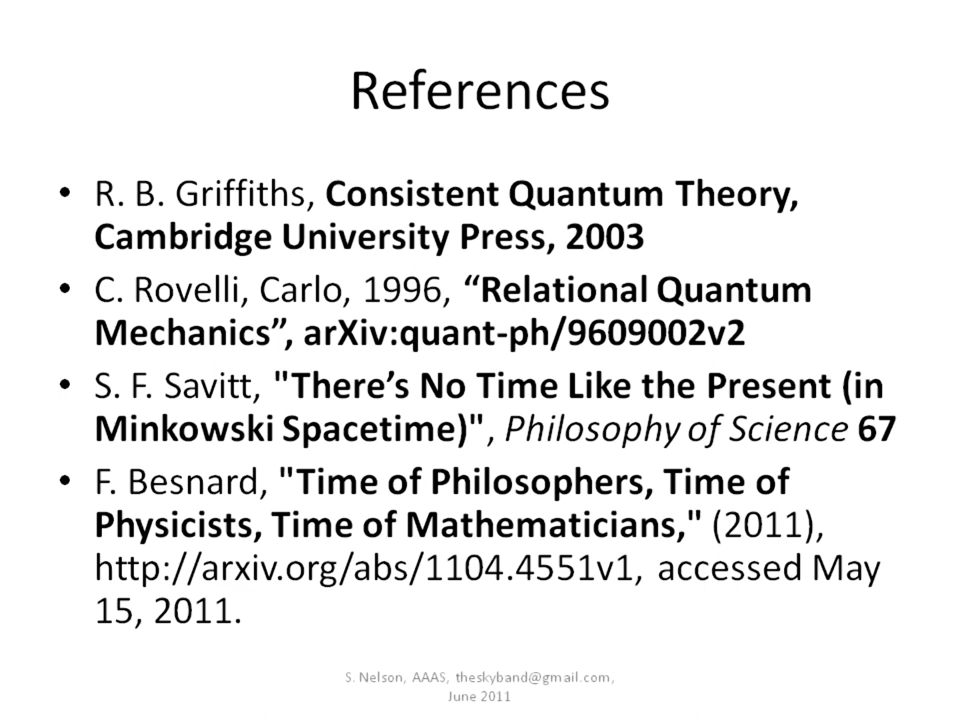 References
• R. B. Griffiths, Consistent Quantum Theory,
Cambridge University Press, 2003
• C. Rovelli, Carlo, 1996, “Relational Quantum
Mechanics”, arXiv:quant-ph/9609002v2
• S. F. Savitt, "There’s No Time Like the Present (in
Minkowski Spacetime)", Philosophy of Science 67
• F. Besnard, "Time of Philosophers, Time of
Physicists, Time of Mathematicians," (2011),
http://arxiv.org/abs/1104.4551v1, accessed May
15, 2011.
S. Nelson, AAAS, theskyband@gmail.com,
June 2011